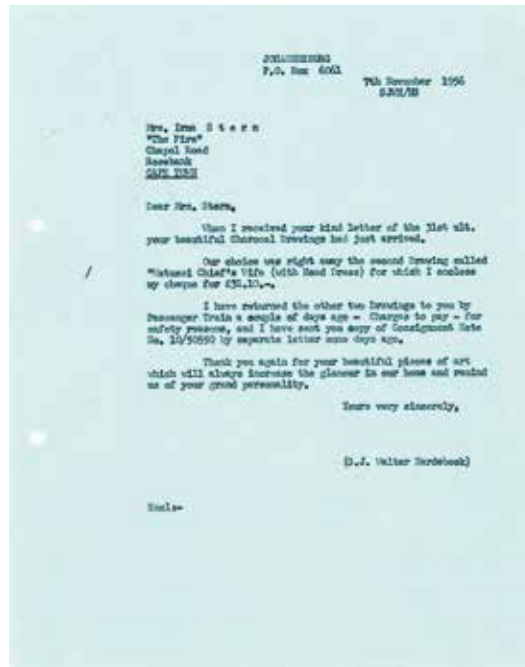 JOHANNESBURG
P.O. Box 6061
7th November 1956
Mrs. Irma S t e r n
"The Firs"
Chapel Road
Rosebank
CAPE TOWN
Dear Mrs. Stern,
When I received your kind letter of the 31st ult.
your beautiful Charcoal Drawings had just arrived.
Our choice was right away the second Drawing called
"Watussi Chief's Wife (with Head Dress) for which I enclose
my cheque for £31.10.-.
I have returned the other two Drawings to you by
Passenger Train a couple of days ago - Charges to pay - for
safety reasons, and I have sent you copy of Consignment Note
No. 10/50550 by separate letter some days ago.
Thank you again for your beautiful pieces of art
which will always increase the glamour in our home and remind
us of your grand personality.
Yours very sincerely,
Walter
Encls-